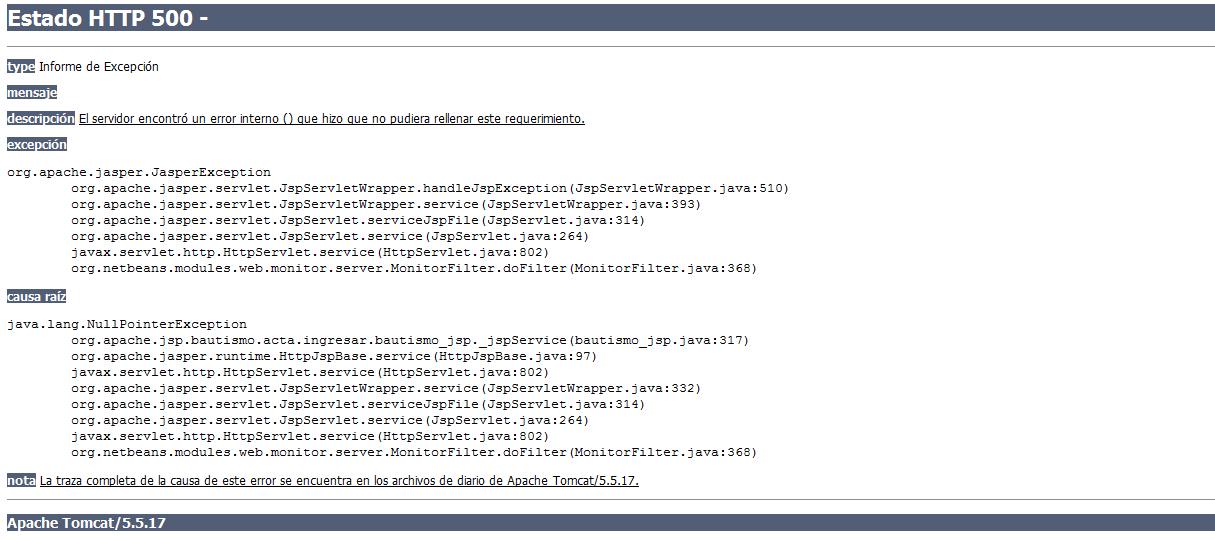 Estado HTTP 500 -
type Informe de Excepción
mensaje
descripción El servidor encontró un error interno () que hizo que no pudiera rellenar este requerimiento.
excepción
org.apache.jasper.JasperException
org.apache.jasper.servlet.JspServletWrapper.handleJspException(JspServletWrapper.java:510)
org.apache.jasper.servlet.JspServletWrapper.service(JspServletWrapper.java:393)
org.apache.jasper.servlet.JspServlet.serviceJspFile(JspServlet.java:314)
org.apache.jasper.servlet.JspServlet.service(JspServlet.java:264)
javax.servlet.http.HttpServlet.service(HttpServlet.java:802)
org.netbeans.modules.web.monitor.server.MonitorFilter.doFilter(MonitorFilter.java:368)
causa raíz
java.lang.NullPointerException
org.apache.jsp.bautismo.acta.ingresar.bautismo_jsp._jspService(bautismo_jsp.java:317)
org.apache.jasper.runtime.HttpJspBase.service(HttpJspBase.java:97)
javax.servlet.http.HttpServlet.service(HttpServlet.java:802)
org.apache.jasper.servlet.JspServletWrapper.service(JspServletWrapper.java:332)
org.apache.jasper.servlet.JspServlet.serviceJspFile(JspServlet.java:314)
org.apache.jasper.servlet.JspServlet.service(JspServlet.java:264)
javax.servlet.http.HttpServlet.service(HttpServlet.java:802)
org.netbeans.modules.web.monitor.server.MonitorFilter.doFilter(MonitorFilter.java:368)
nota La traza completa de la causa de este error se encuentra en los archivos de diario de Apache Tomcat/5.5.17.
Apache Tomcat/5.5.17